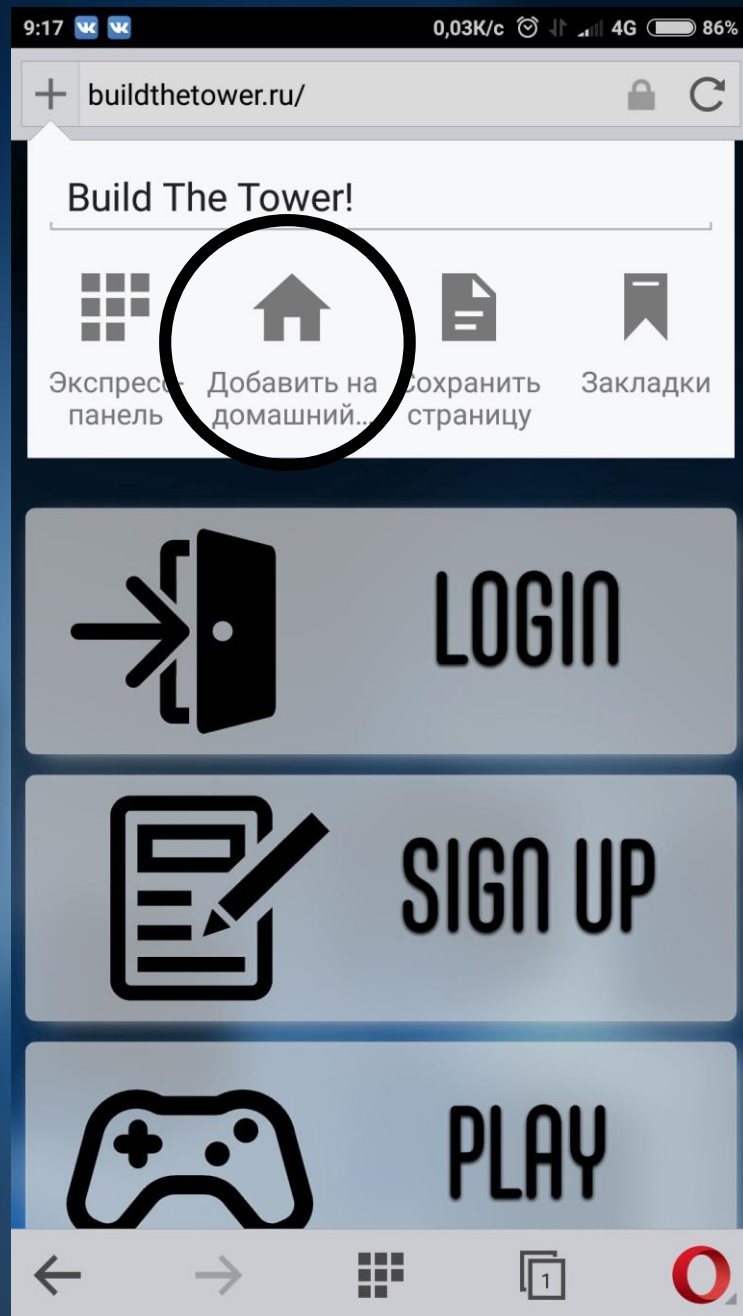 9:17 0,03K/c 4G 86%
buildthetower.ru/
Build The Tower!
Экспресс-
панель
Добавить на
домашний...
Сохранить
страницу
Закладки
LOGIN
SIGN UP
PLAY
1